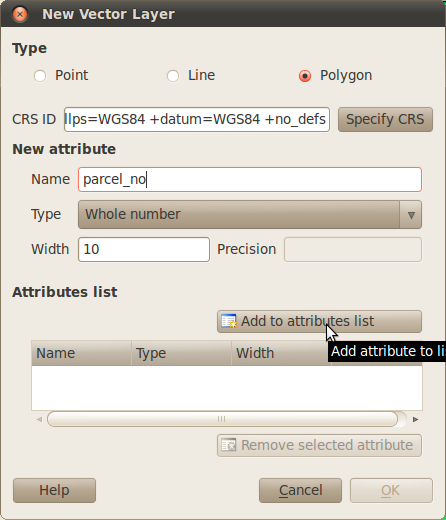 New Vector Layer
Type
Point Line Polygon
CRS ID llps=WGS84 +datum=WGS84 +no_defs Specify CRS
New attribute
Name parcel_no
Type Whole number
Width 10 Precision
Attributes list
Add to attributes list
Name Type Width
Add attribute to li
Remove selected attribute
Help Cancel OK